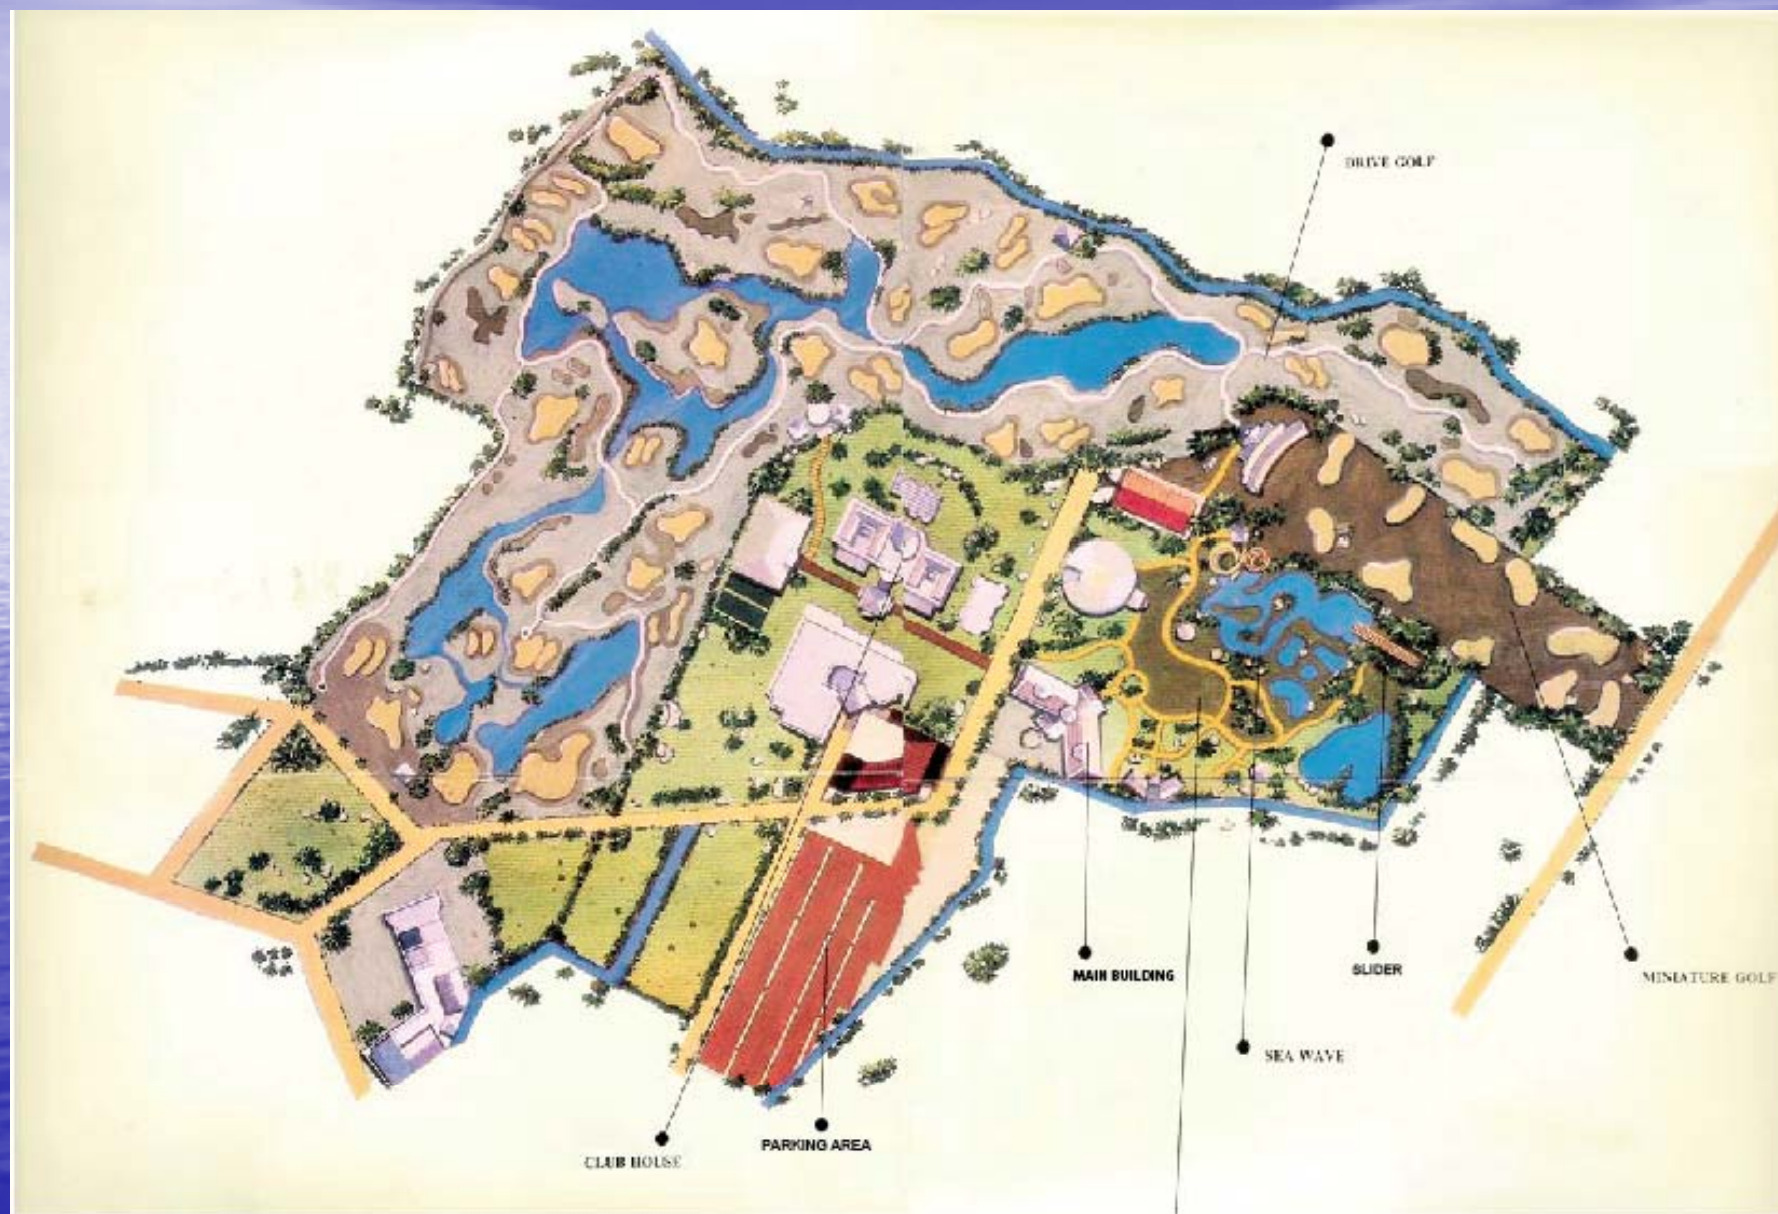 DRIVE GOLF
MAIN BUILDING
SLIDER
MINIATURE GOLF
SEA WAVE
PARKING AREA
CLUB HOUSE